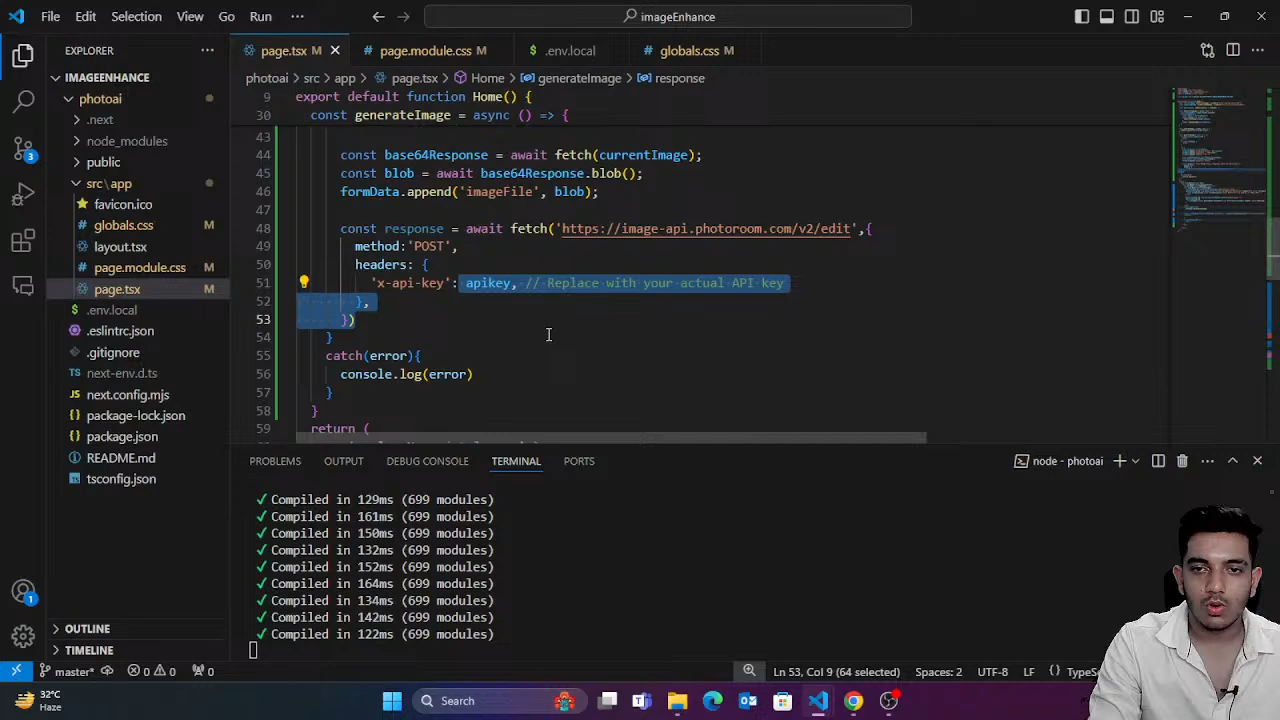 File Edit Selection View Go Run ··· imageEnhance
EXPLORER ···
IMAGEENHANCE
photoai
.next
node_modules
public
src\app
favicon.ico
globals.css M
layout.tsx
page.module.css M
page.tsx M
.env.local
.eslintrc.json
.gitignore
next-env.d.ts
next.config.mjs
package-lock.json
package.json
README.md
tsconfig.json
OUTLINE
TIMELINE
3
1
page.tsx M page.module.css M .env.local globals.css M
photoai > src > app > page.tsx > Home > generateImage > response
9 export default function Home() {
30 const generateImage = async () => {
43
44 const base64Response = await fetch(currentImage);
45 const blob = await base64Response.blob();
46 formData.append('imageFile', blob);
47
48 const response = await fetch('https://image-api.photoroom.com/v2/edit',{
49 method:'POST',
50 headers: {
51 'x-api-key': apikey, // Replace with your actual API key
52 },
53 })
54 }
55 catch(error){
56 console.log(error)
57 }
58 }
59 return (
PROBLEMS OUTPUT DEBUG CONSOLE TERMINAL PORTS node - photoai
✓ Compiled in 129ms (699 modules)
✓ Compiled in 161ms (699 modules)
✓ Compiled in 150ms (699 modules)
✓ Compiled in 132ms (699 modules)
✓ Compiled in 152ms (699 modules)
✓ Compiled in 164ms (699 modules)
✓ Compiled in 134ms (699 modules)
✓ Compiled in 142ms (699 modules)
✓ Compiled in 122ms (699 modules)
master* 0 0 0 Ln 53, Col 9 (64 selected) Spaces: 2 UTF-8 LF {} TypeS
32°C
Haze
Search